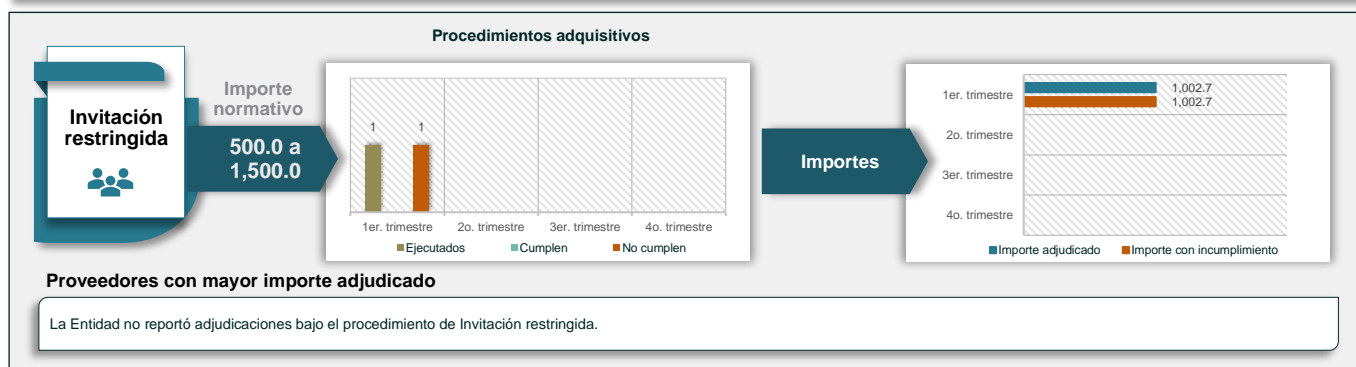 Procedimientos adquisitivos
Invitación
restringida
Importe
normativo
500.0 a
1,500.0
1
1
1er. trimestre
2o. trimestre
3er. trimestre
4o. trimestre
Ejecutados
Cumplen
No cumplen
Importes
1er. trimestre
1,002.7
1,002.7
2o. trimestre
3er. trimestre
4o. trimestre
Importe adjudicado
Importe con incumplimiento
Proveedores con mayor importe adjudicado
La Entidad no reportó adjudicaciones bajo el procedimiento de Invitación restringida.